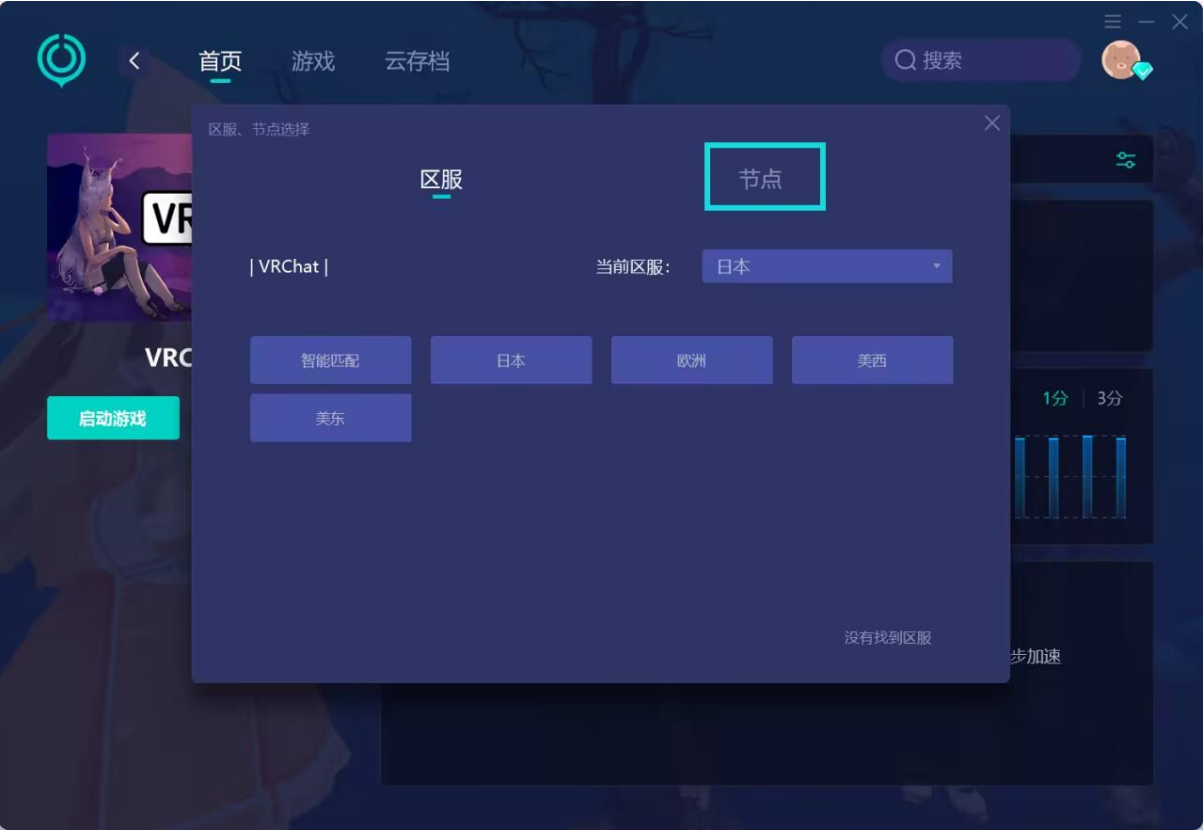 首页 游戏 云存档 搜索
区服、节点选择
区服 节点
VR
| VRChat | 当前区服： 日本
VRC
智能匹配 日本 欧洲 美西
美东
启动游戏
1分 | 3分
没有找到区服
步加速